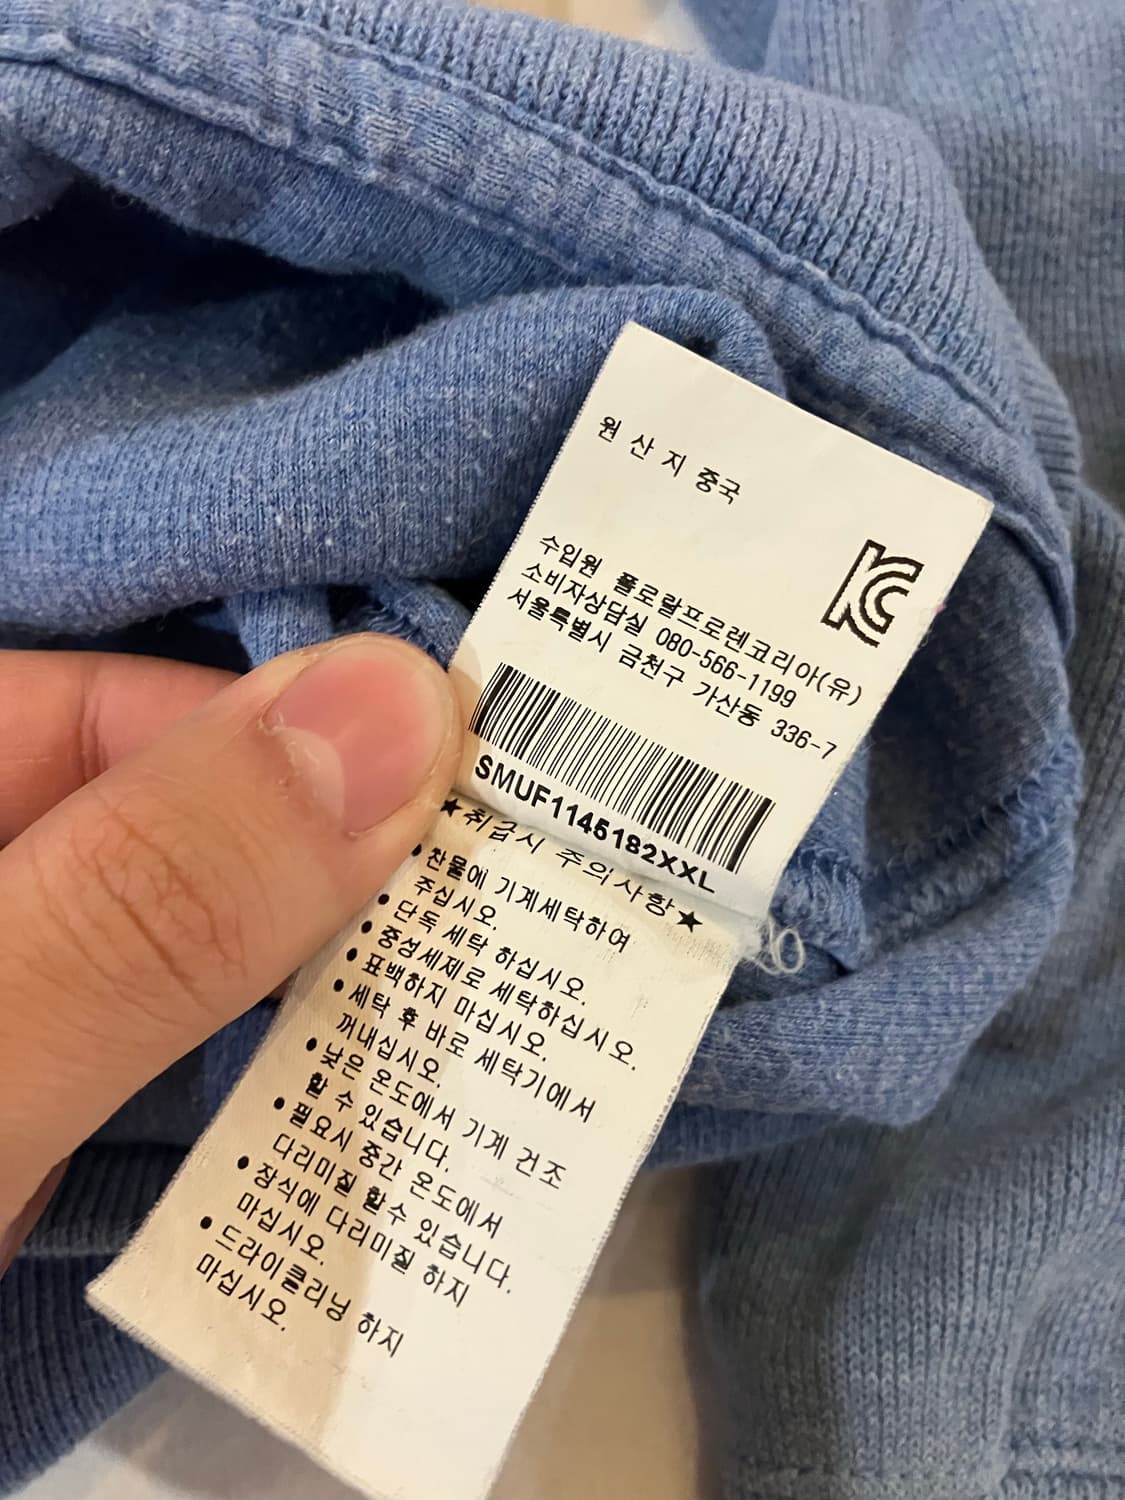 원 산 지 중국
KC
수입원 폴로랄프로렌코리아(유)
소비자상담실 080-566-1199
서울특별시 금천구 가산동 336-7
SMUF1145182XXL
★취급시 주의사항★
● 찬물에 기계세탁하여
주십시오.
● 단독 세탁 하십시오.
● 중성세제로 세탁하십시오.
● 표백하지 마십시오.
● 세탁 후 바로 세탁기에서
꺼내십시오.
● 낮은 온도에서 기계 건조
할 수 있습니다.
● 필요시 중간 온도에서
다리미질 할수 있습니다.
● 장식에 다리미질 하지
마십시오.
● 드라이클리닝 하지
마십시오.